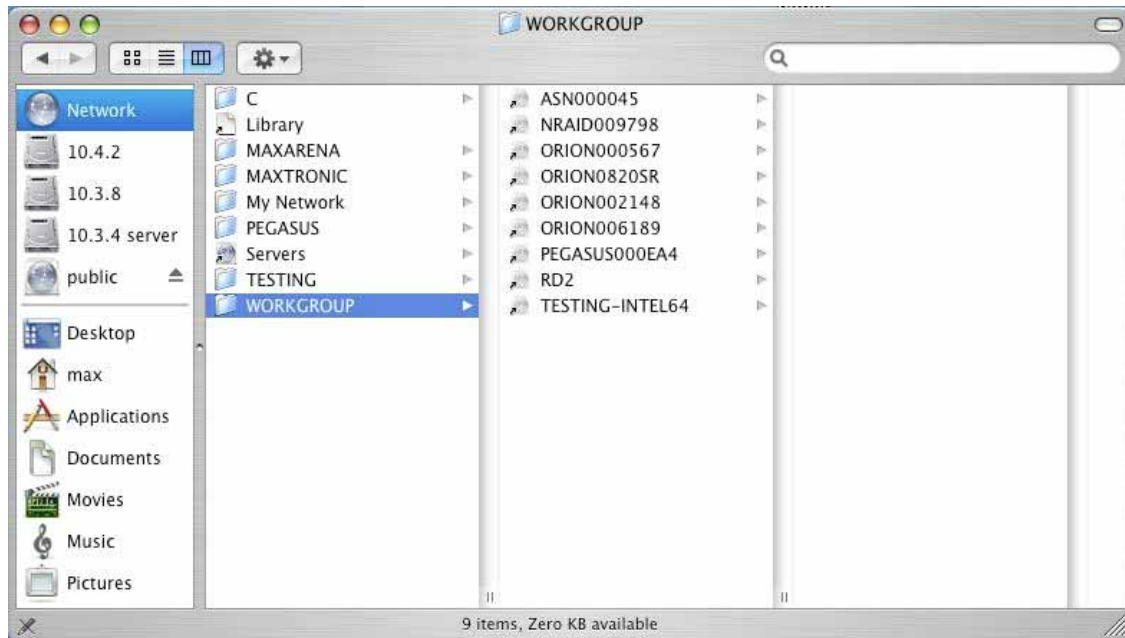 WORKGROUP
Network
10.4.2
10.3.8
10.3.4 server
public
Desktop
max
Applications
Documents
Movies
Music
Pictures
C
Library
MAXARENA
MAXTRONIC
My Network
PEGASUS
Servers
TESTING
WORKGROUP
ASN000045
NRAID009798
ORION000567
ORION0820SR
ORION002148
ORION006189
PEGASUS000EA4
RD2
TESTING-INTEL64
9 items, Zero KB available